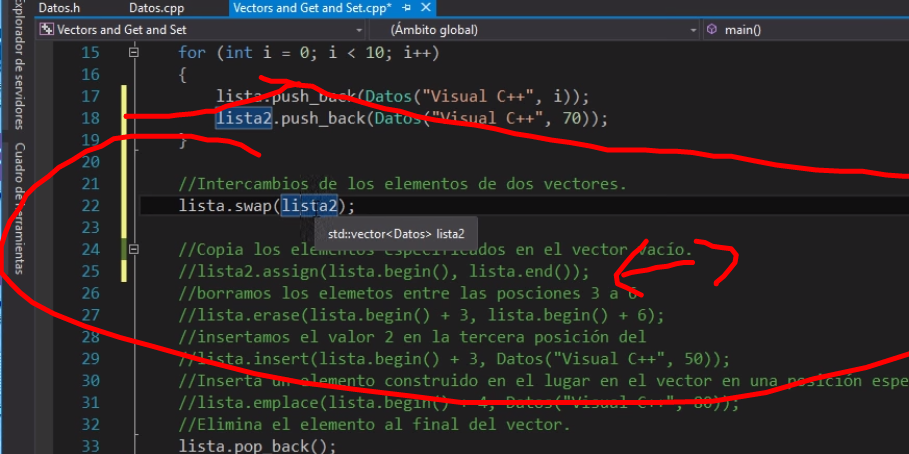 Datos.h Datos.cpp Vectors and Get and Set.cpp*
Vectors and Get and Set (Ámbito global) main()
Explorador de servidores
Cuadro de herramientas
15 for (int i = 0; i < 10; i++)
16 {
17 lista.push_back(Datos("Visual C++", i));
18 lista2.push_back(Datos("Visual C++", 70));
19 }
20
21 //Intercambios de los elementos de dos vectores.
22 lista.swap(lista2);
23 std::vector<Datos> lista2
24 //Copia los elementos especificados en el vector vacío.
25 //lista2.assign(lista.begin(), lista.end());
26 //borramos los elemetos entre las posciones 3 a 6
27 //lista.erase(lista.begin() + 3, lista.begin() + 6);
28 //insertamos el valor 2 en la tercera posición del
29 //lista.insert(lista.begin() + 3, Datos("Visual C++", 50));
30 //Inserta un elemento construido en el lugar en el vector en una posición espe
31 //lista.emplace(lista.begin() + 4, Datos("Visual C++", 80));
32 //Elimina el elemento al final del vector.
33 lista.pop_back();